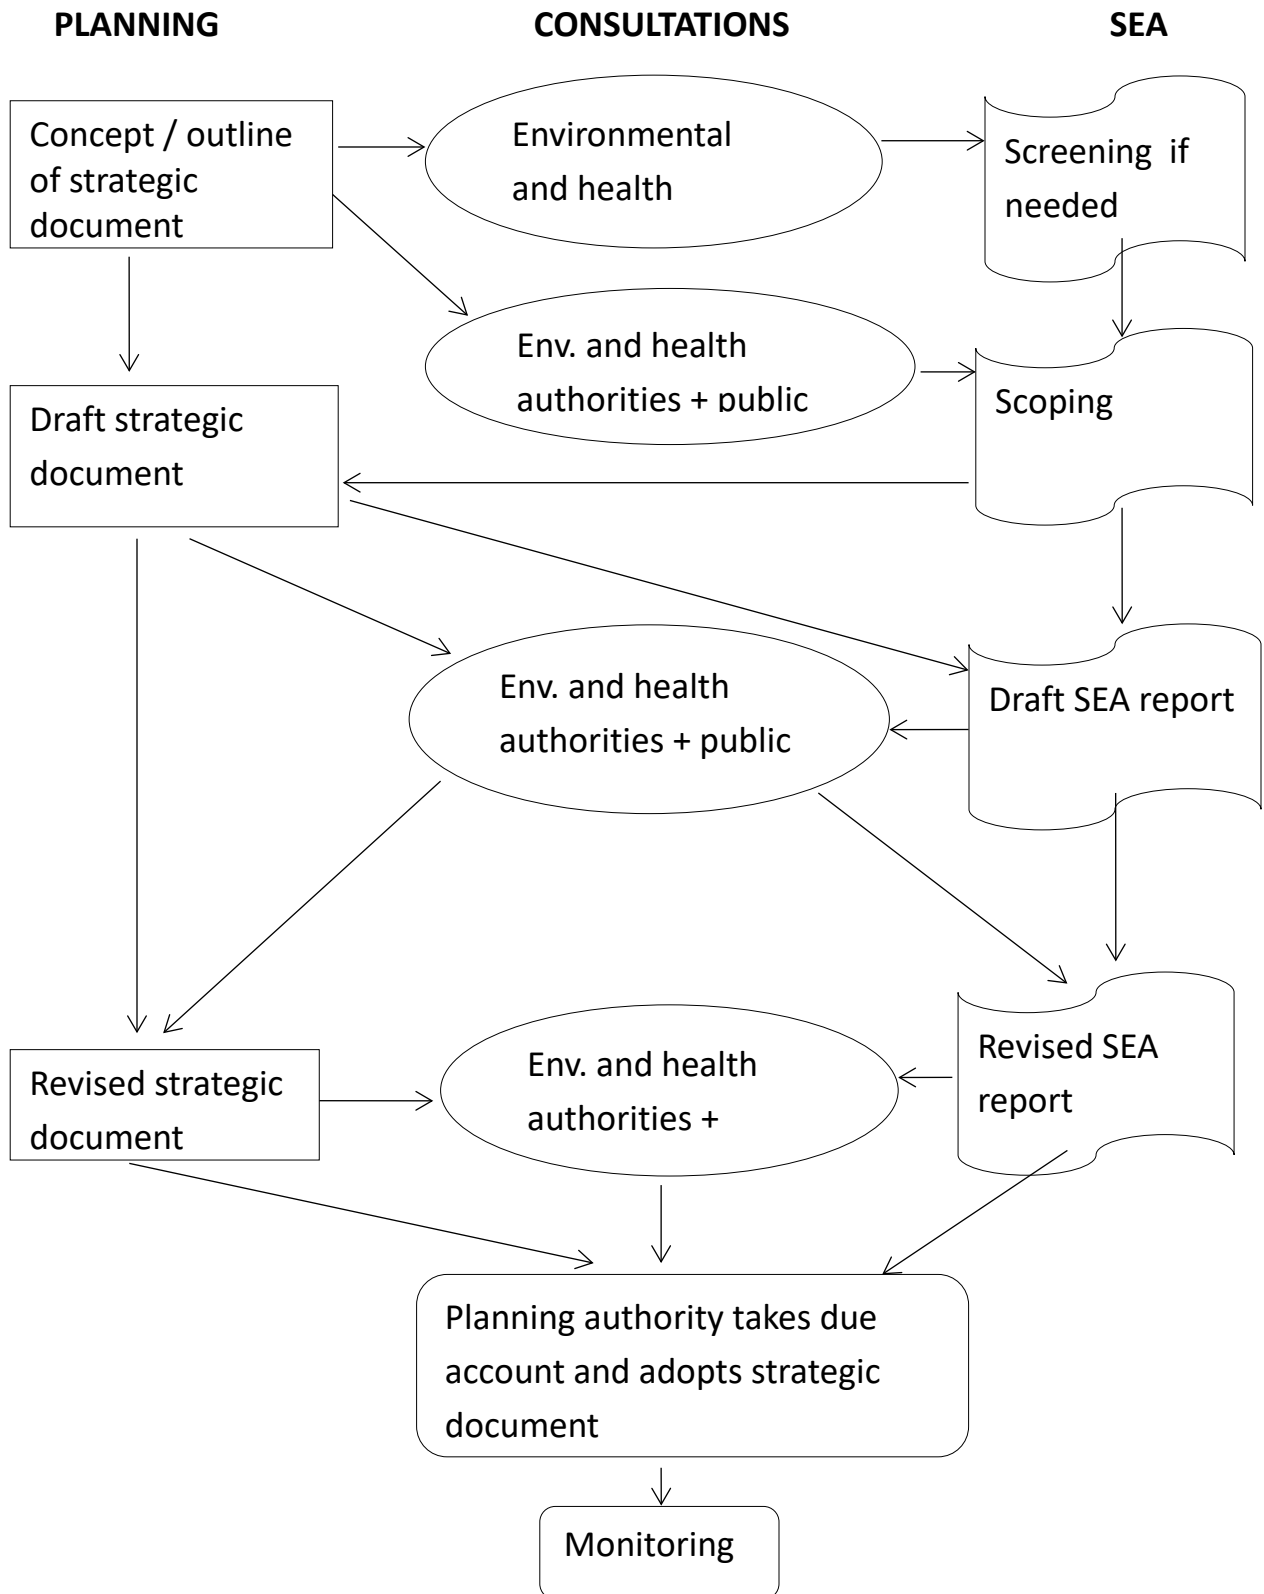 PLANNING CONSULTATIONS SEA
Concept / outline
of strategic
document
Environmental
and health
Screening if
needed
Env. and health
authorities + public
Scoping
Draft strategic
document
Env. and health
authorities + public
Draft SEA report
Revised strategic
document
Env. and health
authorities +
Revised SEA
report
Planning authority takes due
account and adopts strategic
document
Monitoring